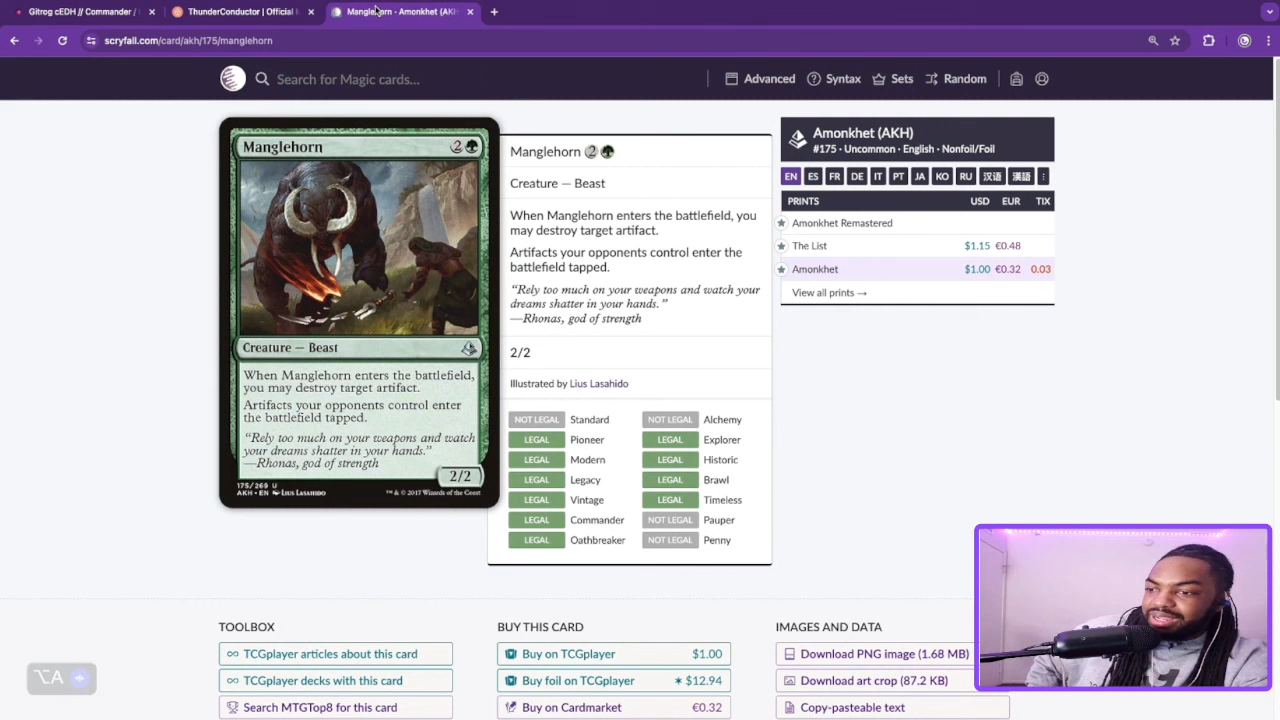 Gitrog cEDH // Commander /
ThunderConductor | Official
Manglehorn - Amonkhet (AKH
scryfall.com/card/akh/175/manglehorn
Search for Magic cards...
Advanced
Syntax
Sets
Random
Manglehorn 2
Creature — Beast
When Manglehorn enters the battlefield,
you may destroy target artifact.
Artifacts your opponents control enter
the battlefield tapped.
“Rely too much on your weapons and watch
your dreams shatter in your hands.”
—Rhonas, god of strength
2/2
175/269 U
AKH • EN Lius Lasahido
™ & © 2017 Wizards of the Coast
Manglehorn 2
Creature — Beast
When Manglehorn enters the battlefield, you
may destroy target artifact.
Artifacts your opponents control enter the
battlefield tapped.
“Rely too much on your weapons and watch your
dreams shatter in your hands.”
—Rhonas, god of strength
2/2
Illustrated by Lius Lasahido
NOT LEGAL Standard NOT LEGAL Alchemy
LEGAL Pioneer LEGAL Explorer
LEGAL Modern LEGAL Historic
LEGAL Legacy LEGAL Brawl
LEGAL Vintage LEGAL Timeless
LEGAL Commander NOT LEGAL Pauper
LEGAL Oathbreaker NOT LEGAL Penny
Amonkhet (AKH)
#175 · Uncommon · English · Nonfoil/Foil
EN ES FR DE IT PT JA KO RU 汉语 漢語
PRINTS USD EUR TIX
Amonkhet Remastered
The List $1.15 €0.48
Amonkhet $1.00 €0.32 0.03
View all prints →
TOOLBOX
TCGplayer articles about this card
TCGplayer decks with this card
Search MTGTop8 for this card
BUY THIS CARD
Buy on TCGplayer $1.00
Buy foil on TCGplayer ✶ $12.94
Buy on Cardmarket €0.32
IMAGES AND DATA
Download PNG image (1.68 MB)
Download art crop (87.2 KB)
Copy-pasteable text
⌥A